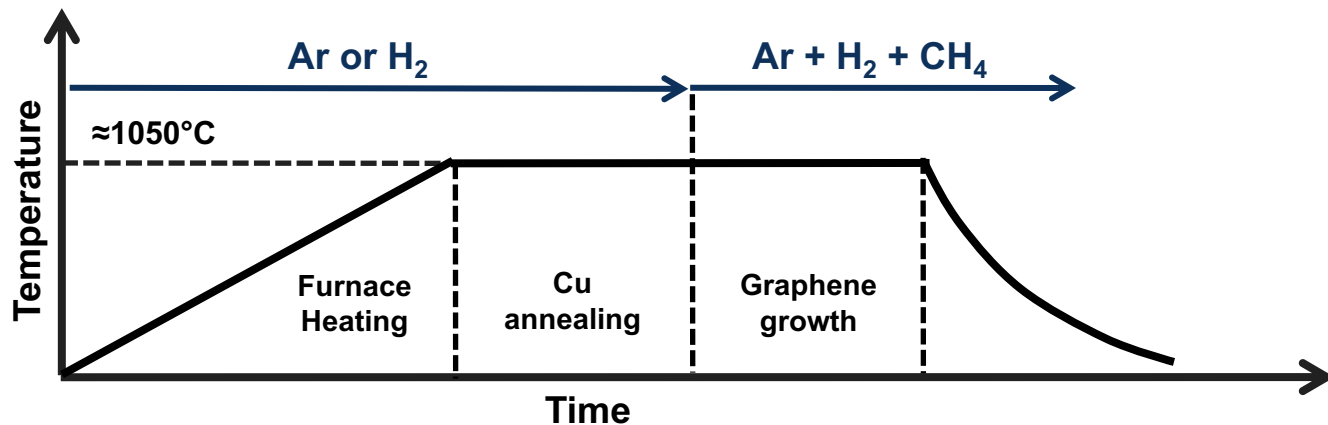 Ar or H₂
Ar + H₂ + CH₄
≈1050°C
Temperature
Furnace
Heating
Cu
annealing
Graphene
growth
Time